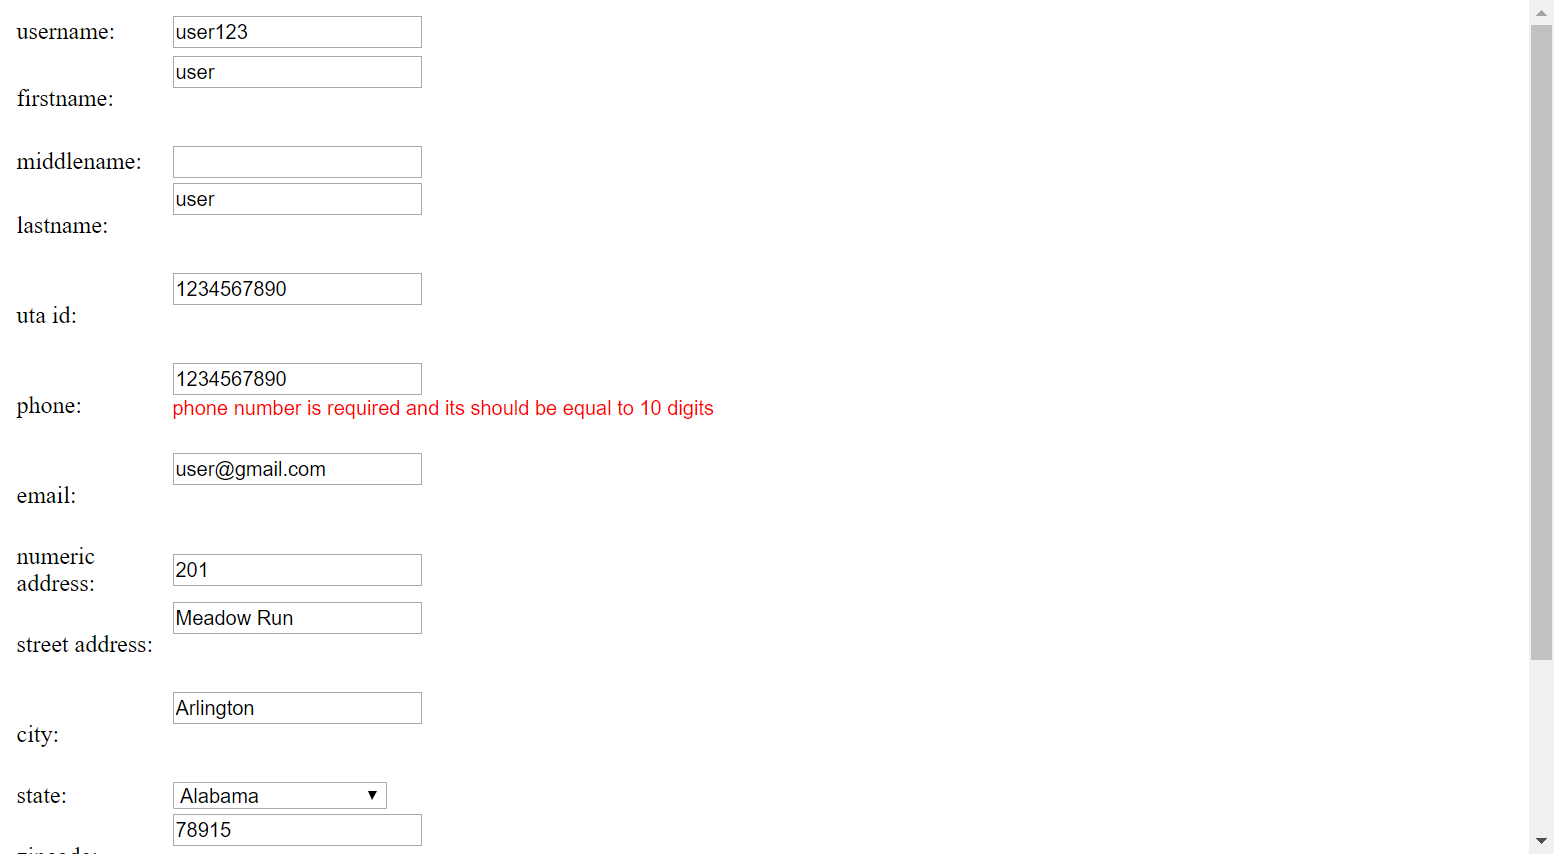 username: user123
user
firstname:
middlename:
user
lastname:
1234567890
uta id:
1234567890
phone:
phone number is required and its should be equal to 10 digits
user@gmail.com
email:
numeric
address:
201
Meadow Run
street address:
Arlington
city:
state: Alabama
78915